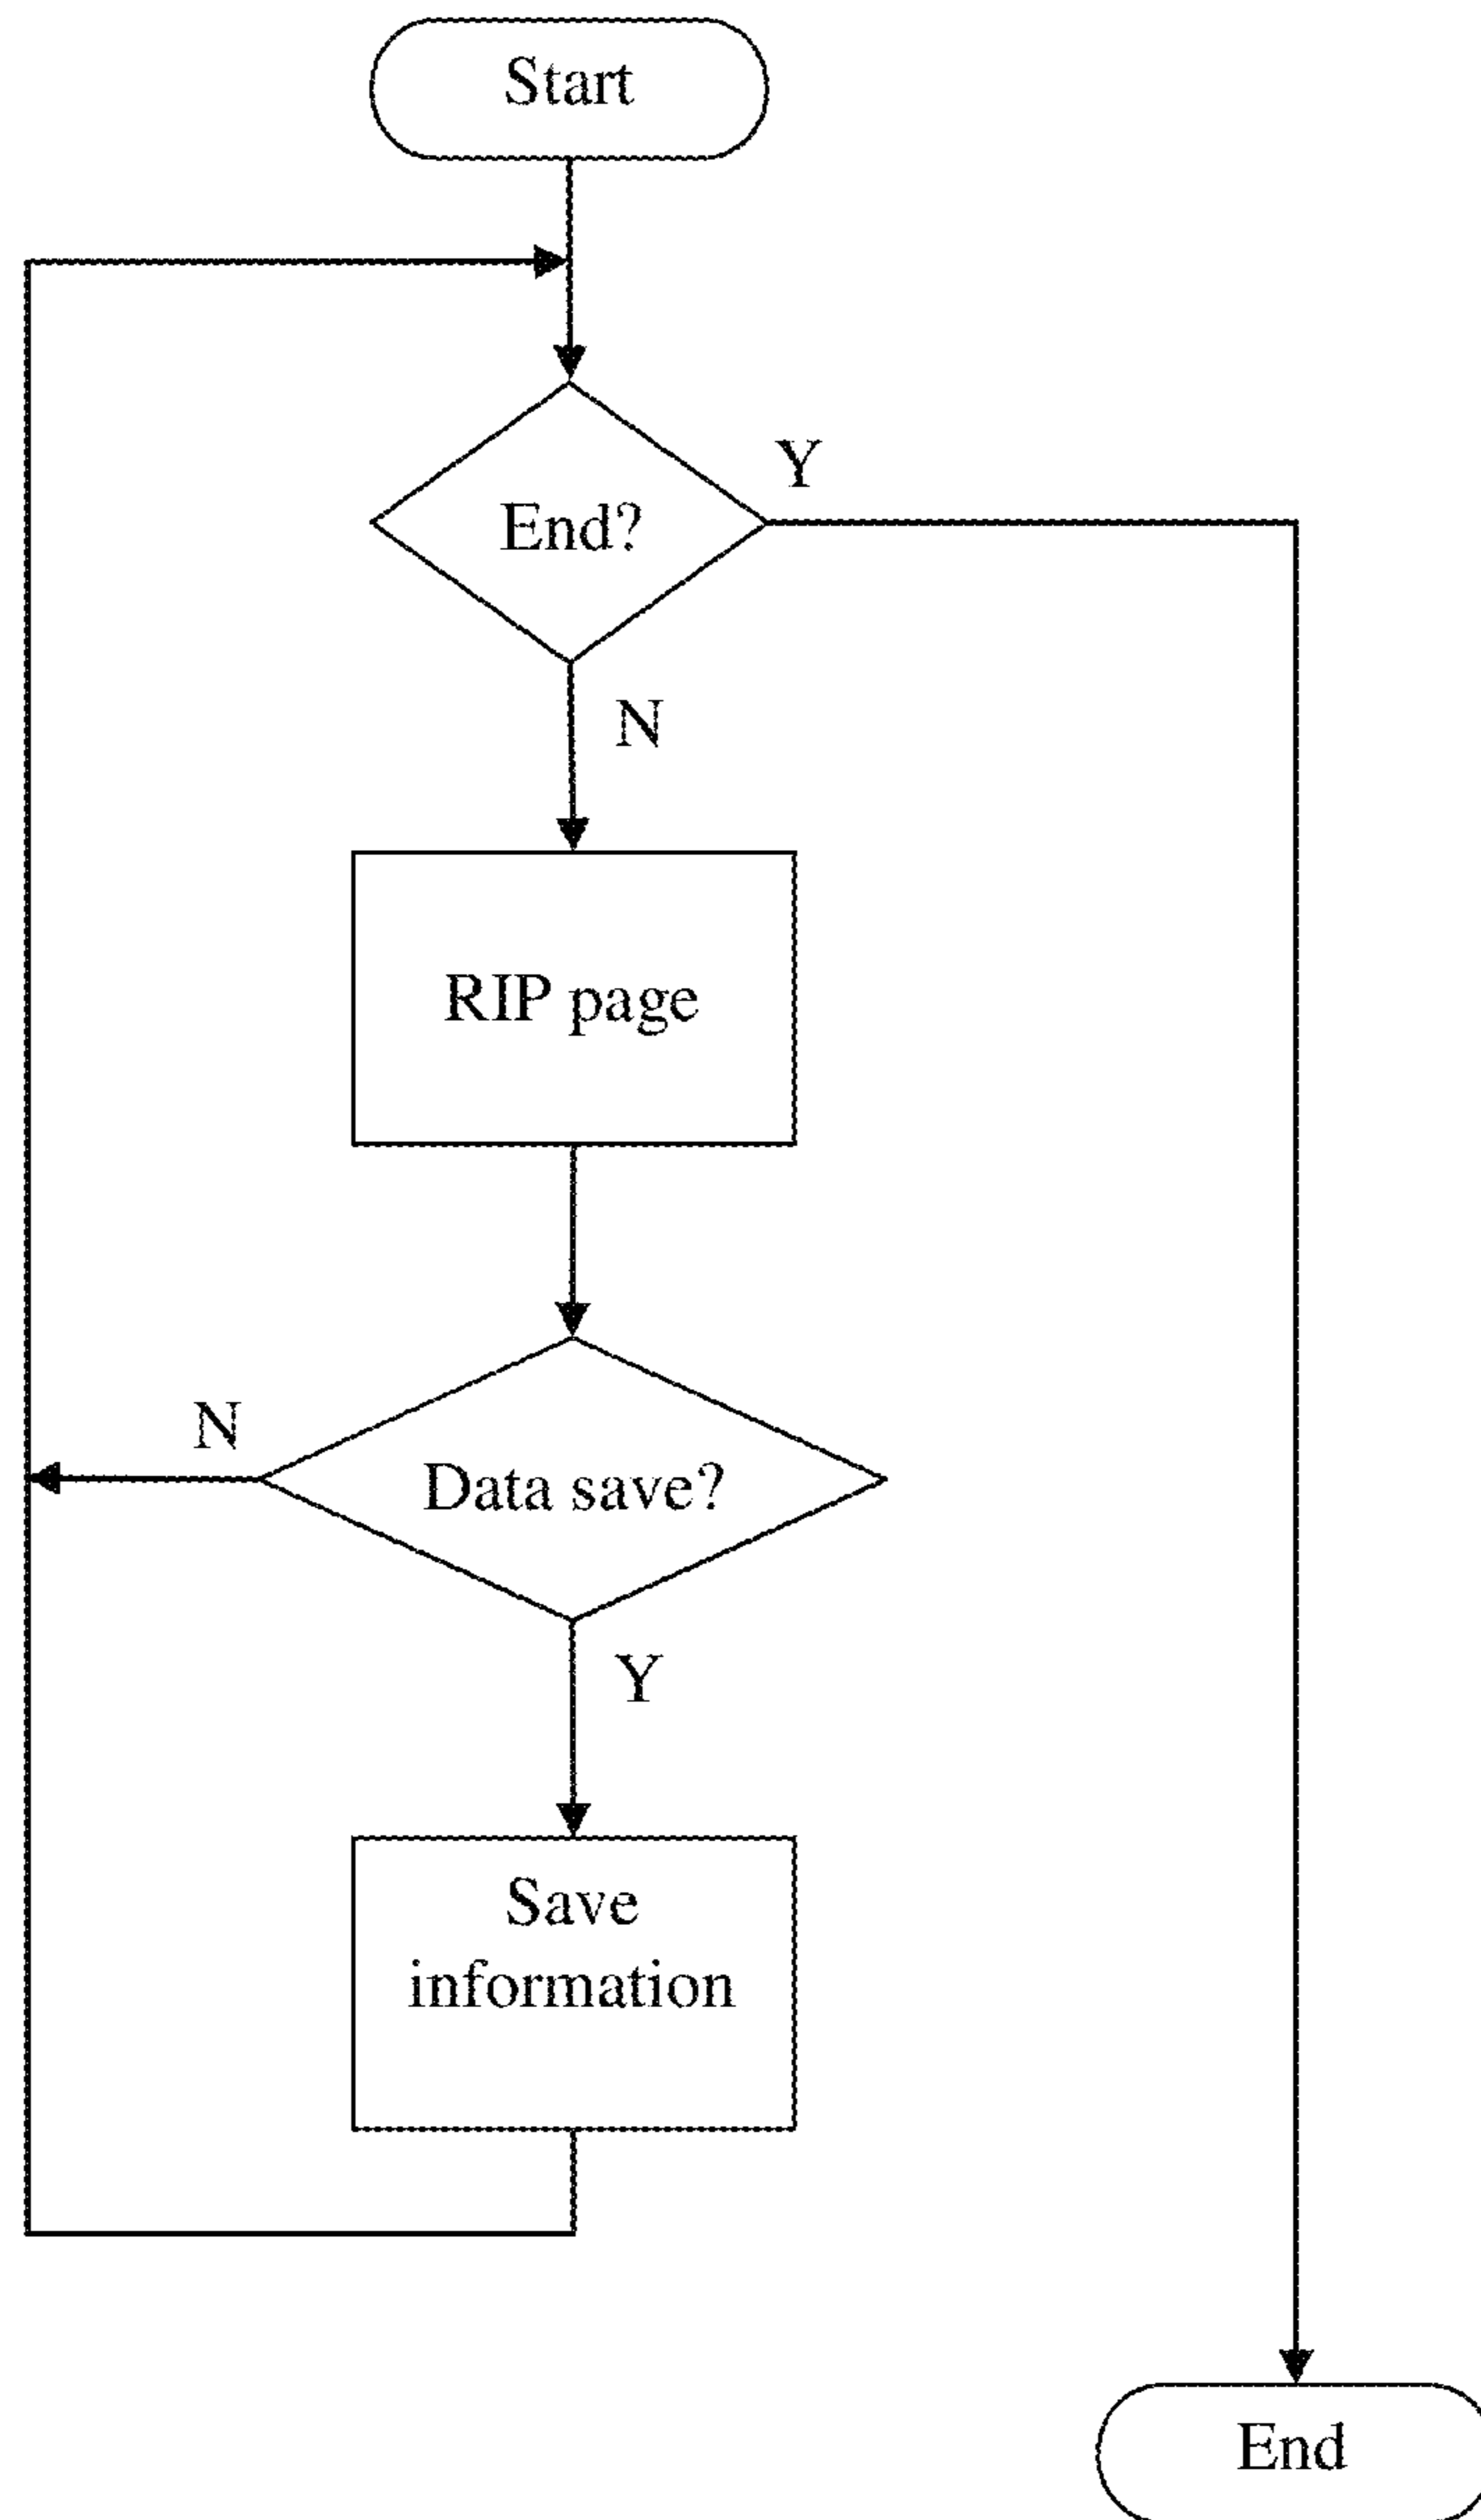 Start
Y
End?
N
RIP page
N
Data save?
Y
Save
information
End